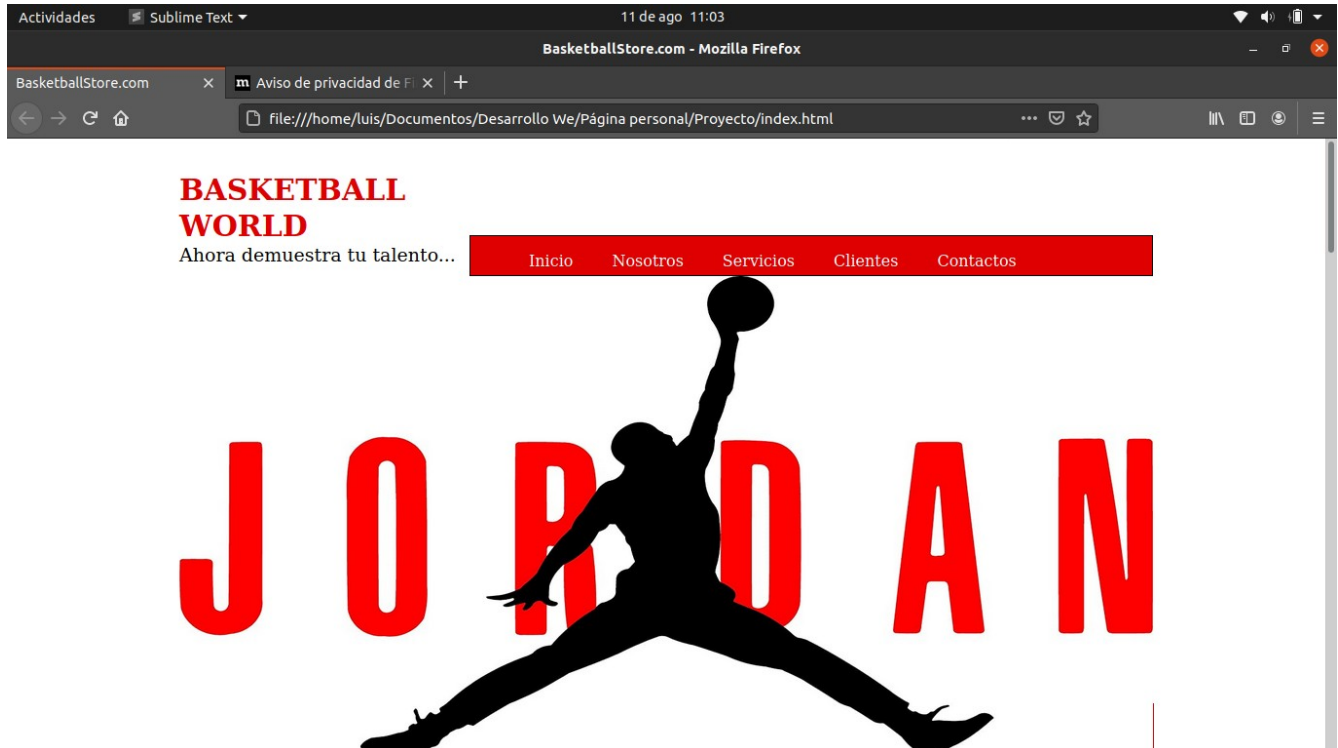 Actividades Sublime Text 11 de ago 11:03
BasketballStore.com - Mozilla Firefox
BasketballStore.com m Aviso de privacidad de Fi
file:///home/luis/Documentos/Desarrollo We/Página personal/Proyecto/index.html
BASKETBALL
WORLD
Ahora demuestra tu talento...
Inicio Nosotros Servicios Clientes Contactos
JORDAN